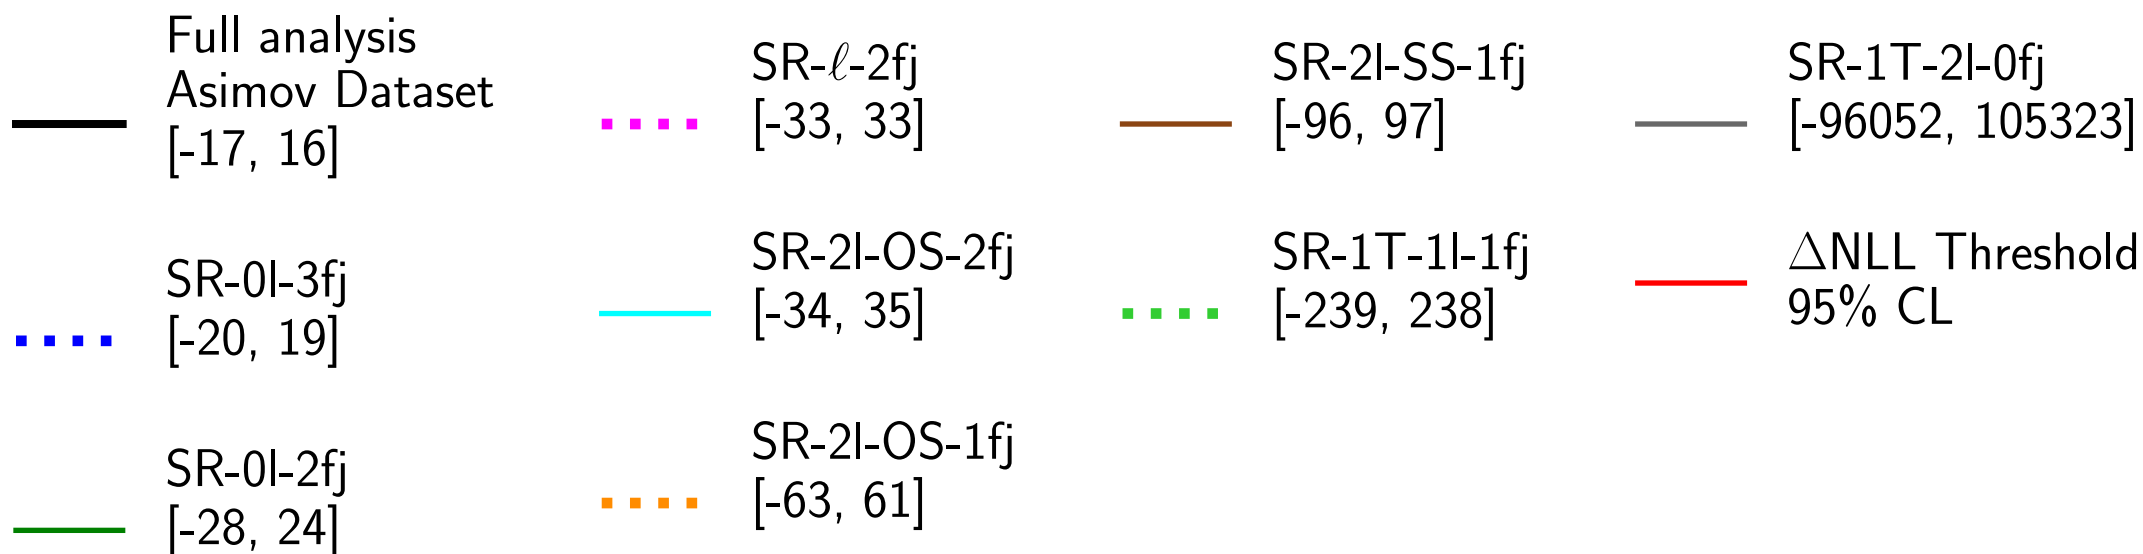 Full analysis
Asimov Dataset
[-17, 16]
SR-0l-3fj
[-20, 19]
SR-0l-2fj
[-28, 24]
SR-ℓ-2fj
[-33, 33]
SR-2l-OS-2fj
[-34, 35]
SR-2l-OS-1fj
[-63, 61]
SR-2l-SS-1fj
[-96, 97]
SR-1T-1l-1fj
[-239, 238]
SR-1T-2l-0fj
[-96052, 105323]
△NLL Threshold
95% CL